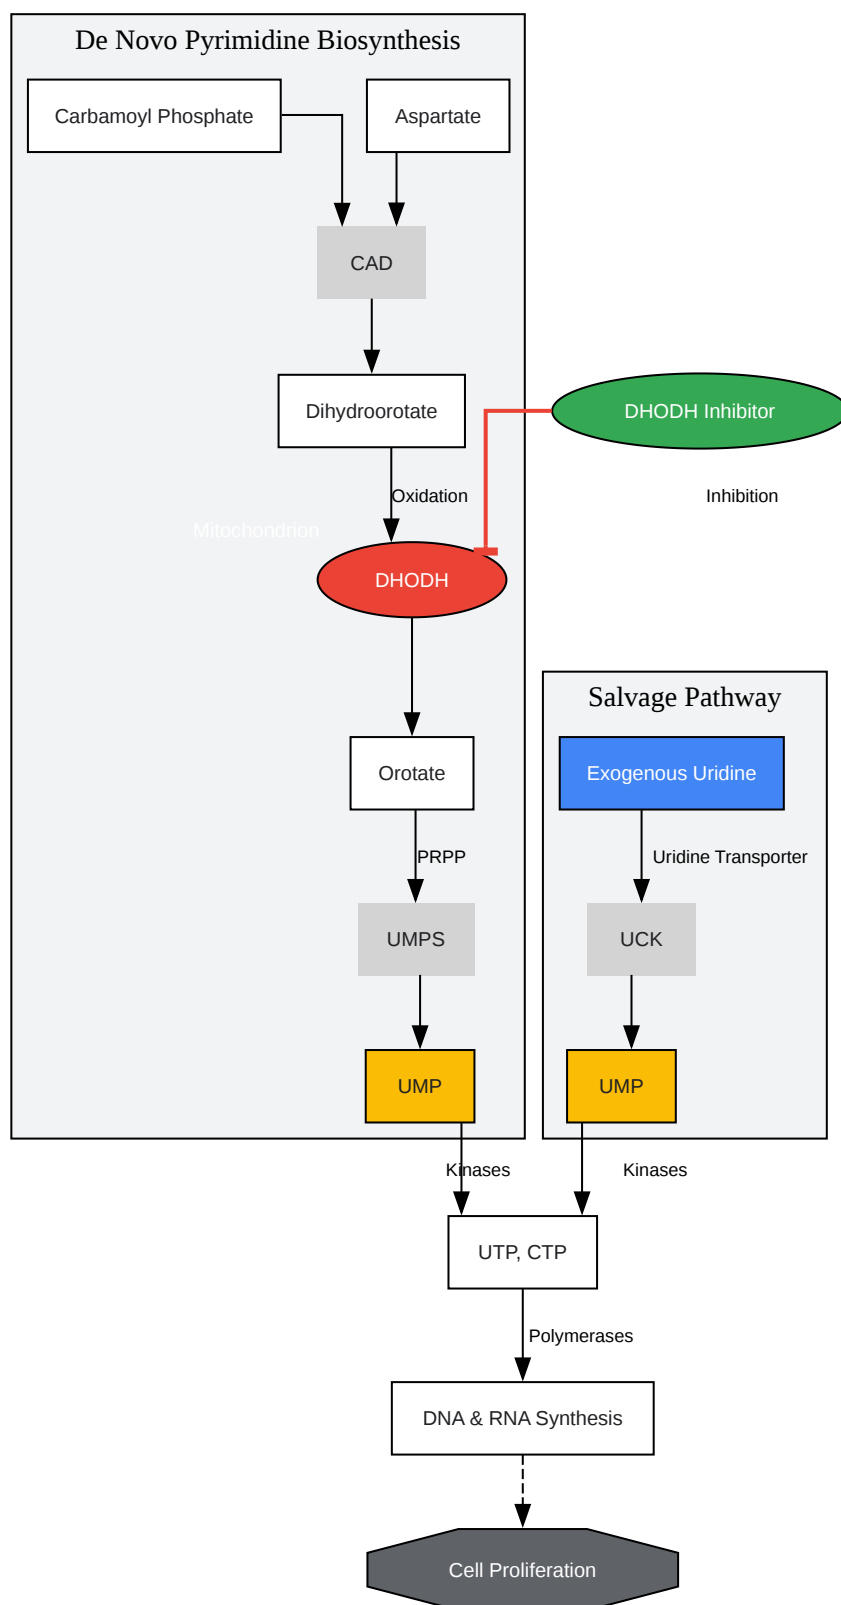 De Novo Pyrimidine Biosynthesis
Carbamoyl Phosphate
Aspartate
CAD
Dihydroorotate
DHODH Inhibitor
Oxidation
Inhibition
Mitochondrion
DHODH
Salvage Pathway
Orotate
Exogenous Uridine
PRPP
Uridine Transporter
UMPS
UCK
UMP
UMP
Kinases
Kinases
UTP, CTP
Polymerases
DNA & RNA Synthesis
Cell Proliferation